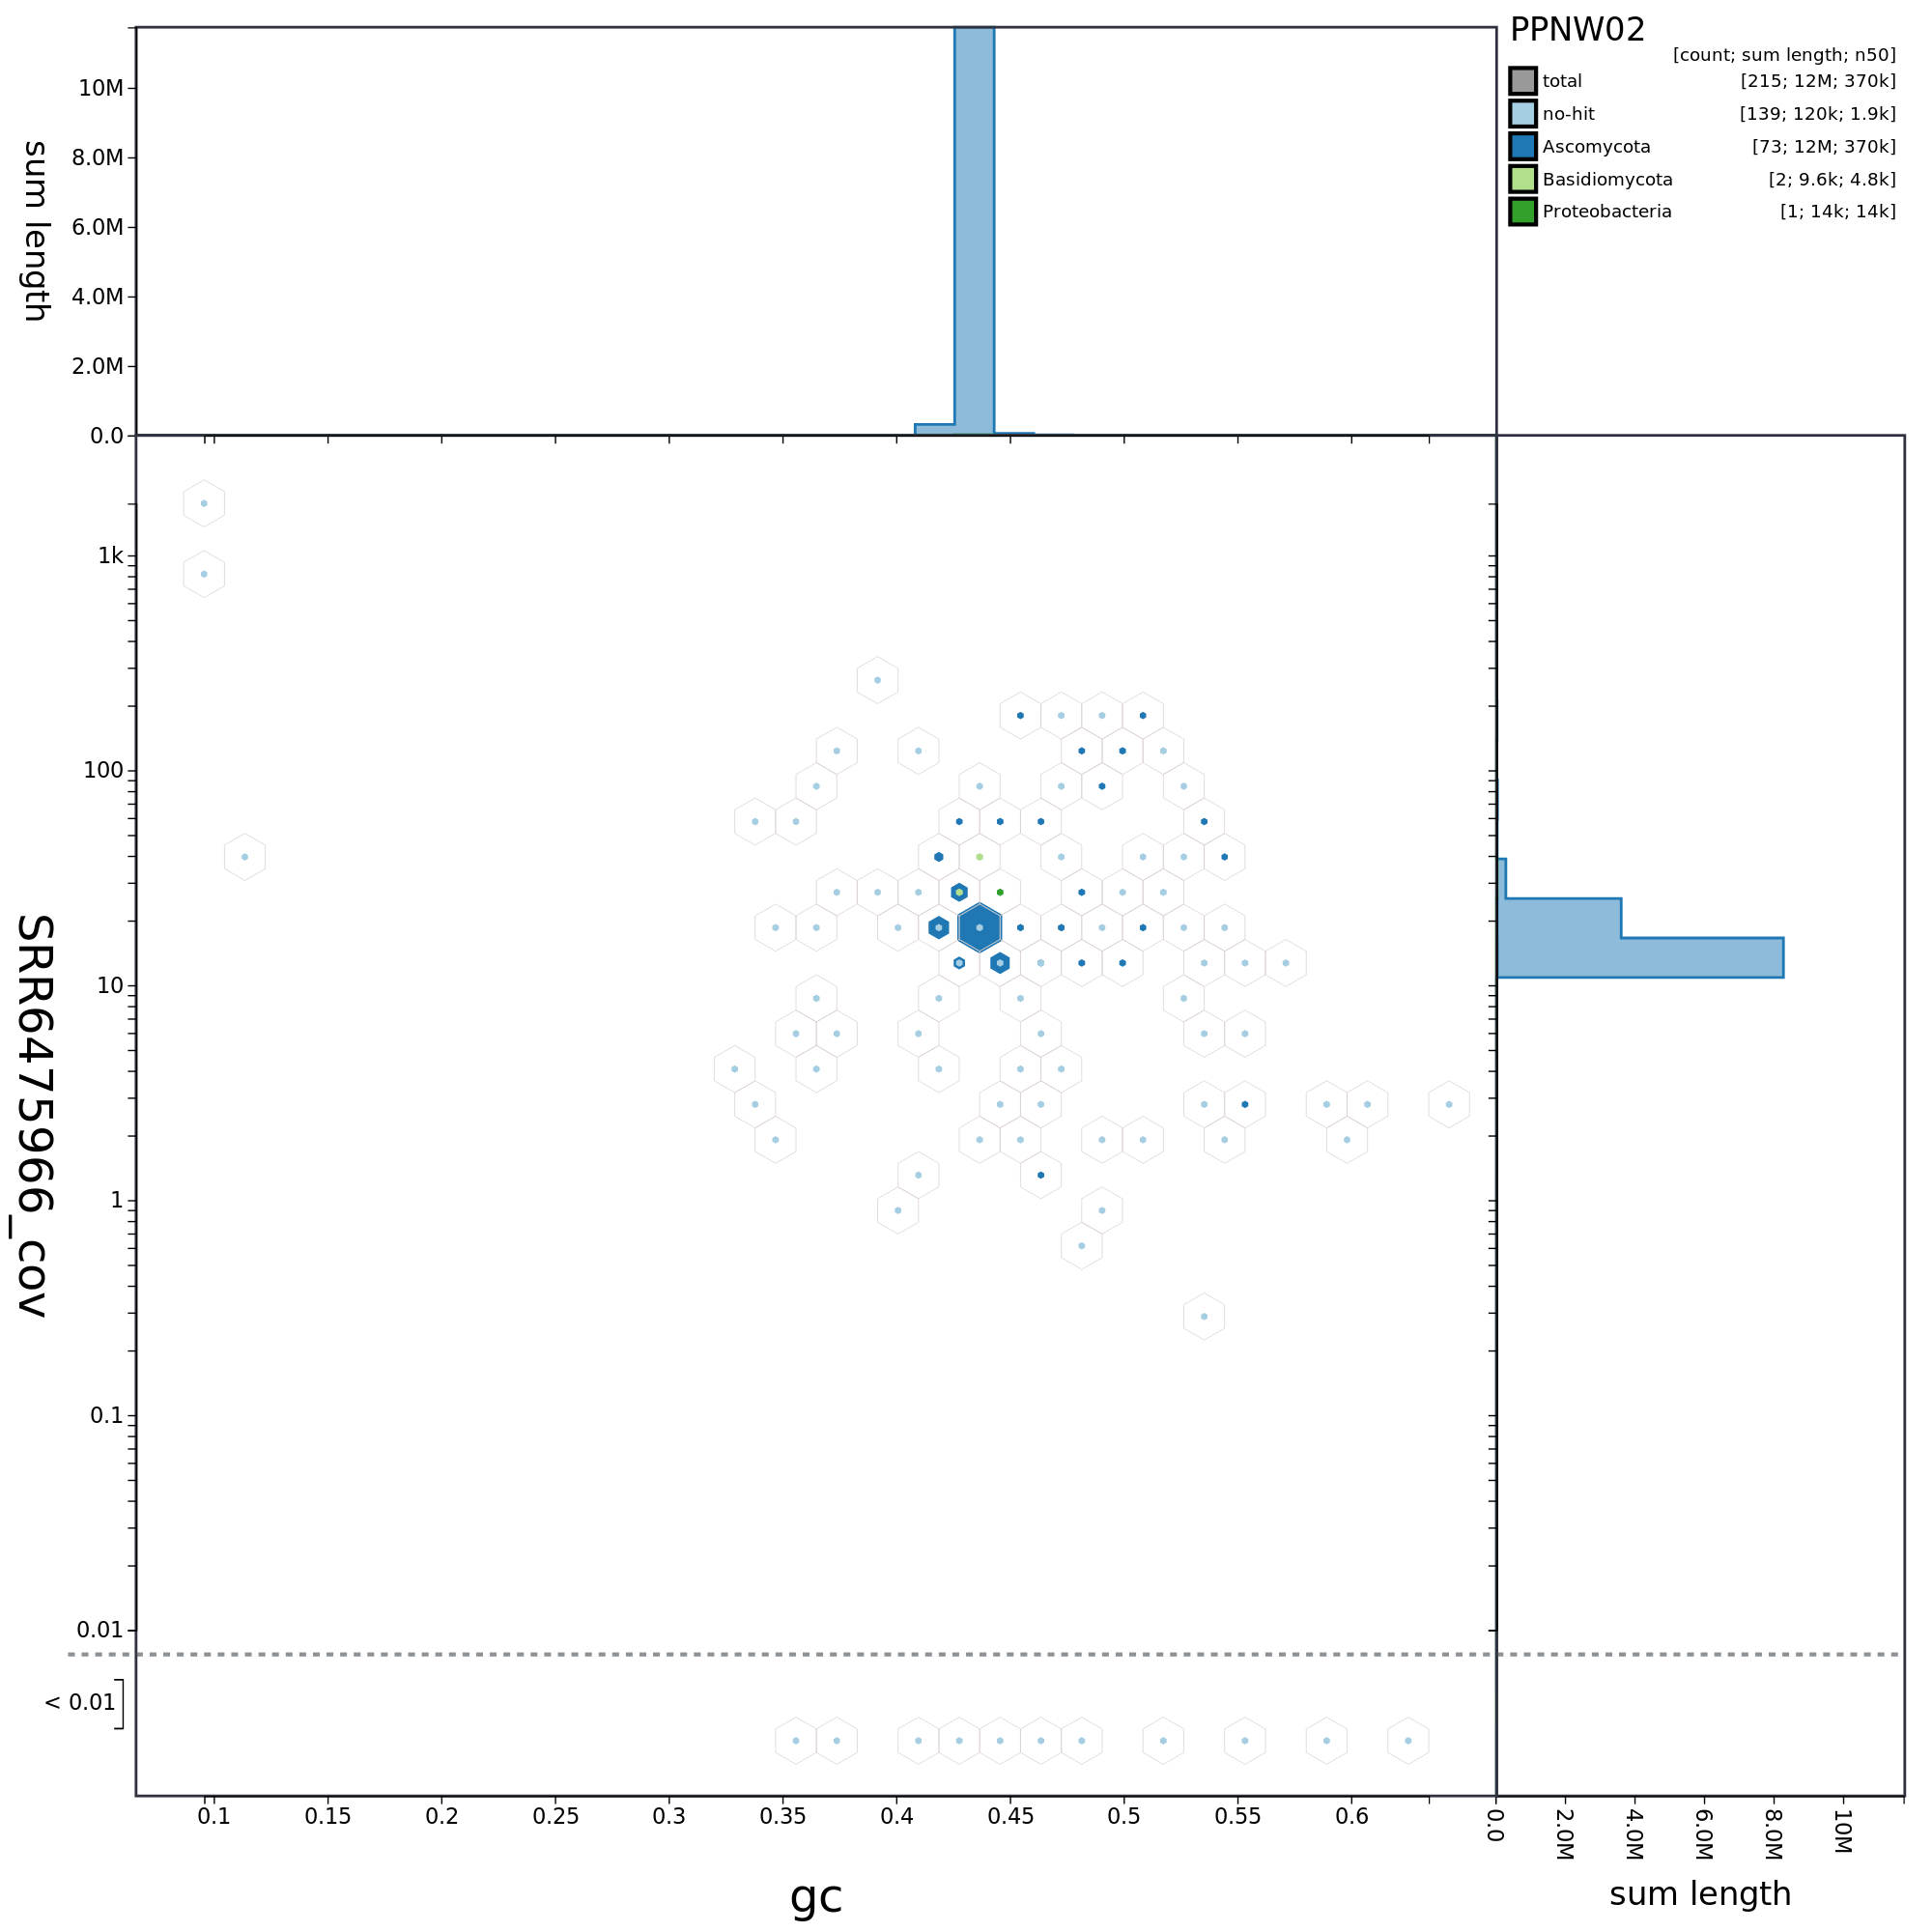 PPNW02
[count; sum length; n50]
total [215; 12M; 370k]
no-hit [139; 120k; 1.9k]
Ascomycota [73; 12M; 370k]
Basidiomycota [2; 9.6k; 4.8k]
Proteobacteria [1; 14k; 14k]
sum length
10M
8.0M
6.0M
4.0M
2.0M
0.0
SRR6475966_cov
1k
100
10
1
0.1
0.01
< 0.01
0.1 0.15 0.2 0.25 0.3 0.35 0.4 0.45 0.5 0.55 0.6
gc
0.0 2.0M 4.0M 6.0M 8.0M 10M
sum length